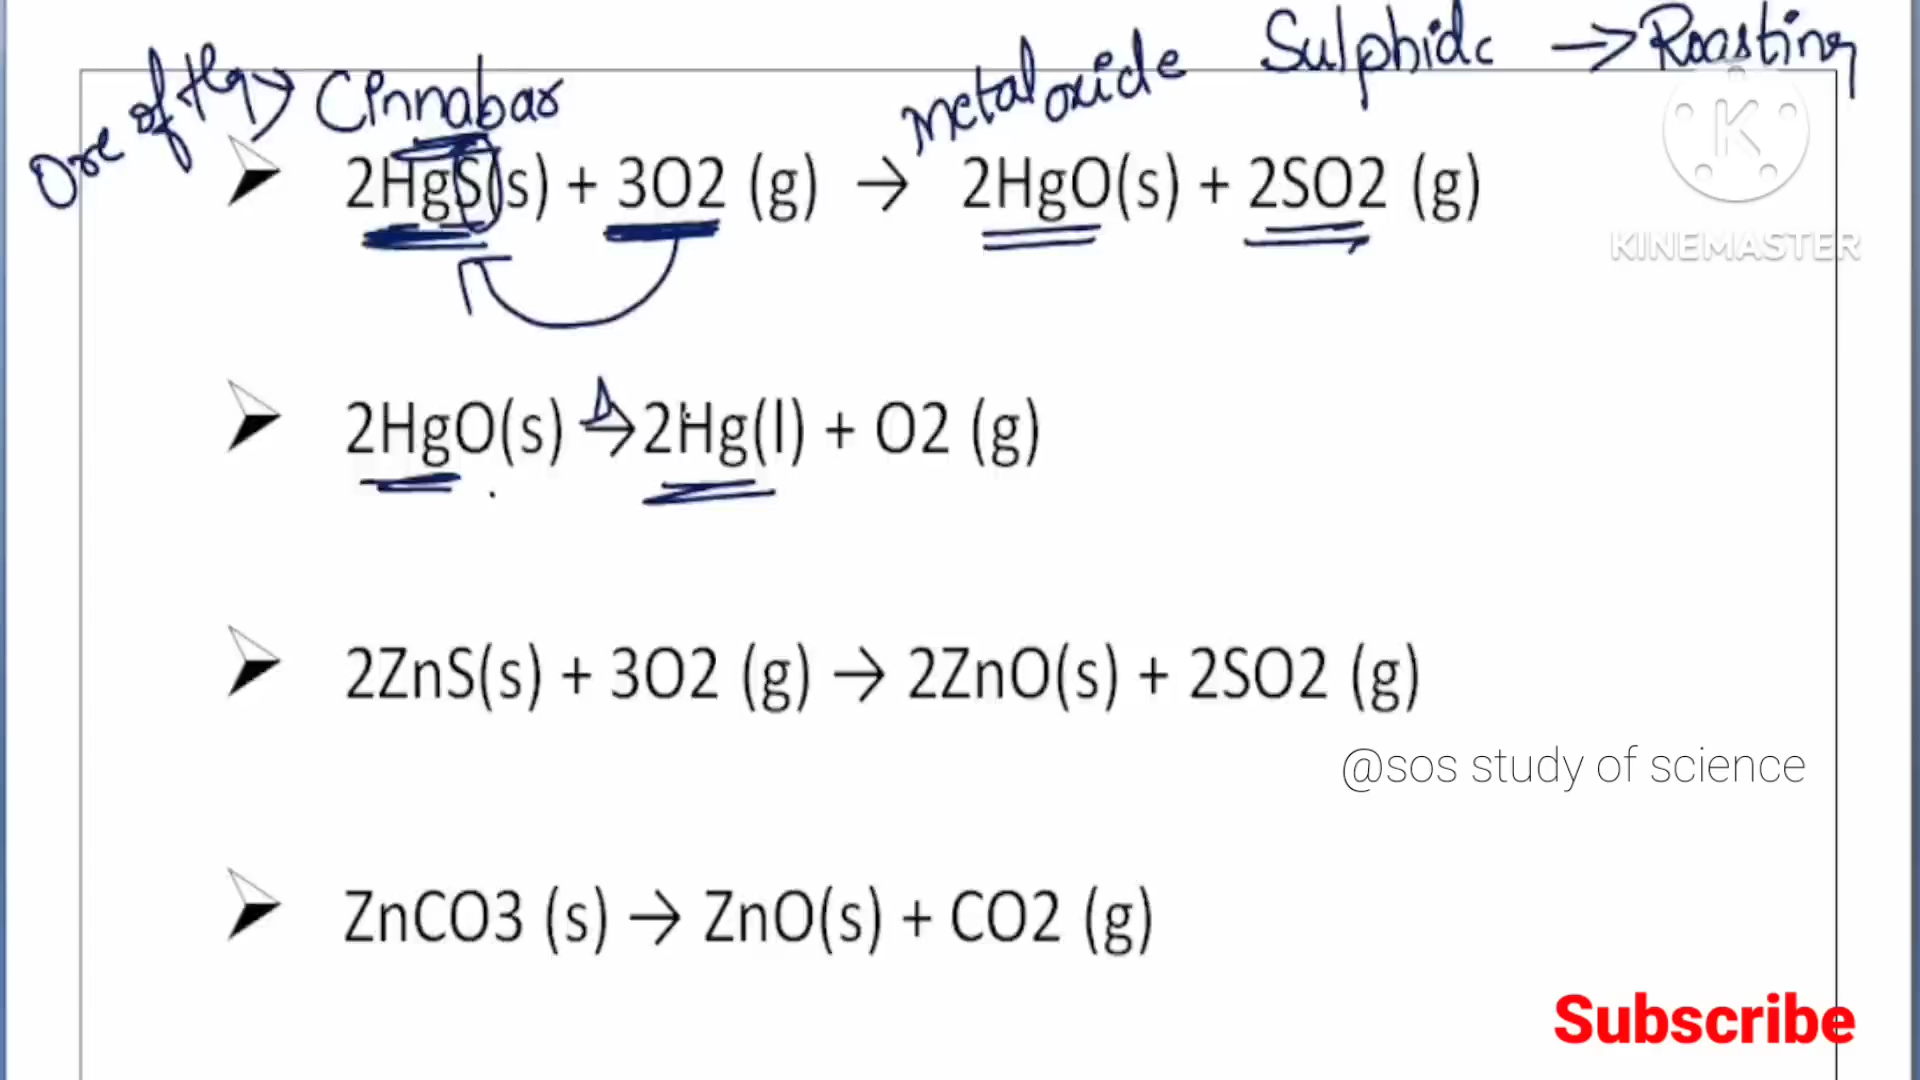 Sulphide → Roasting
Ore of Hg → Cinnabar
metal oxide
2HgS(s) + 3O2 (g) → 2HgO(s) + 2SO2 (g)
KINEMASTER
2HgO(s) Δ→ 2Hg(l) + O2 (g)
2ZnS(s) + 3O2 (g) → 2ZnO(s) + 2SO2 (g)
@sos study of science
ZnCO3 (s) → ZnO(s) + CO2 (g)
Subscribe